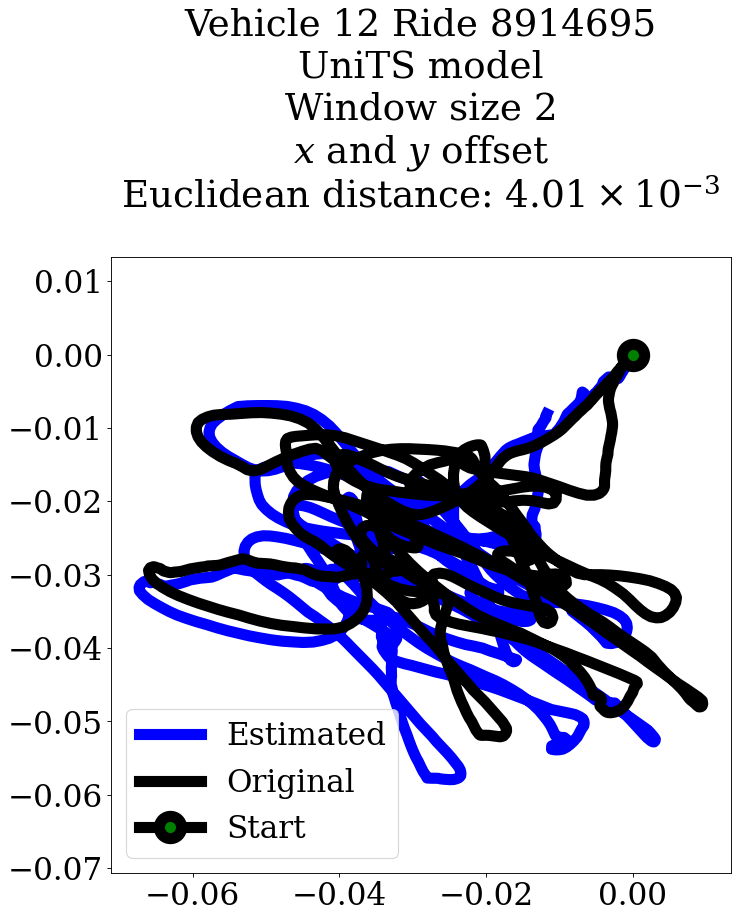 Vehicle 12 Ride 8914695
UniTS model
Window size 2
x and y offset
Euclidean distance: 4.01 × 10⁻³
0.01
0.00
−0.01
−0.02
−0.03
−0.04
−0.05
−0.06
−0.07
Estimated
Original
Start
−0.06 −0.04 −0.02 0.00